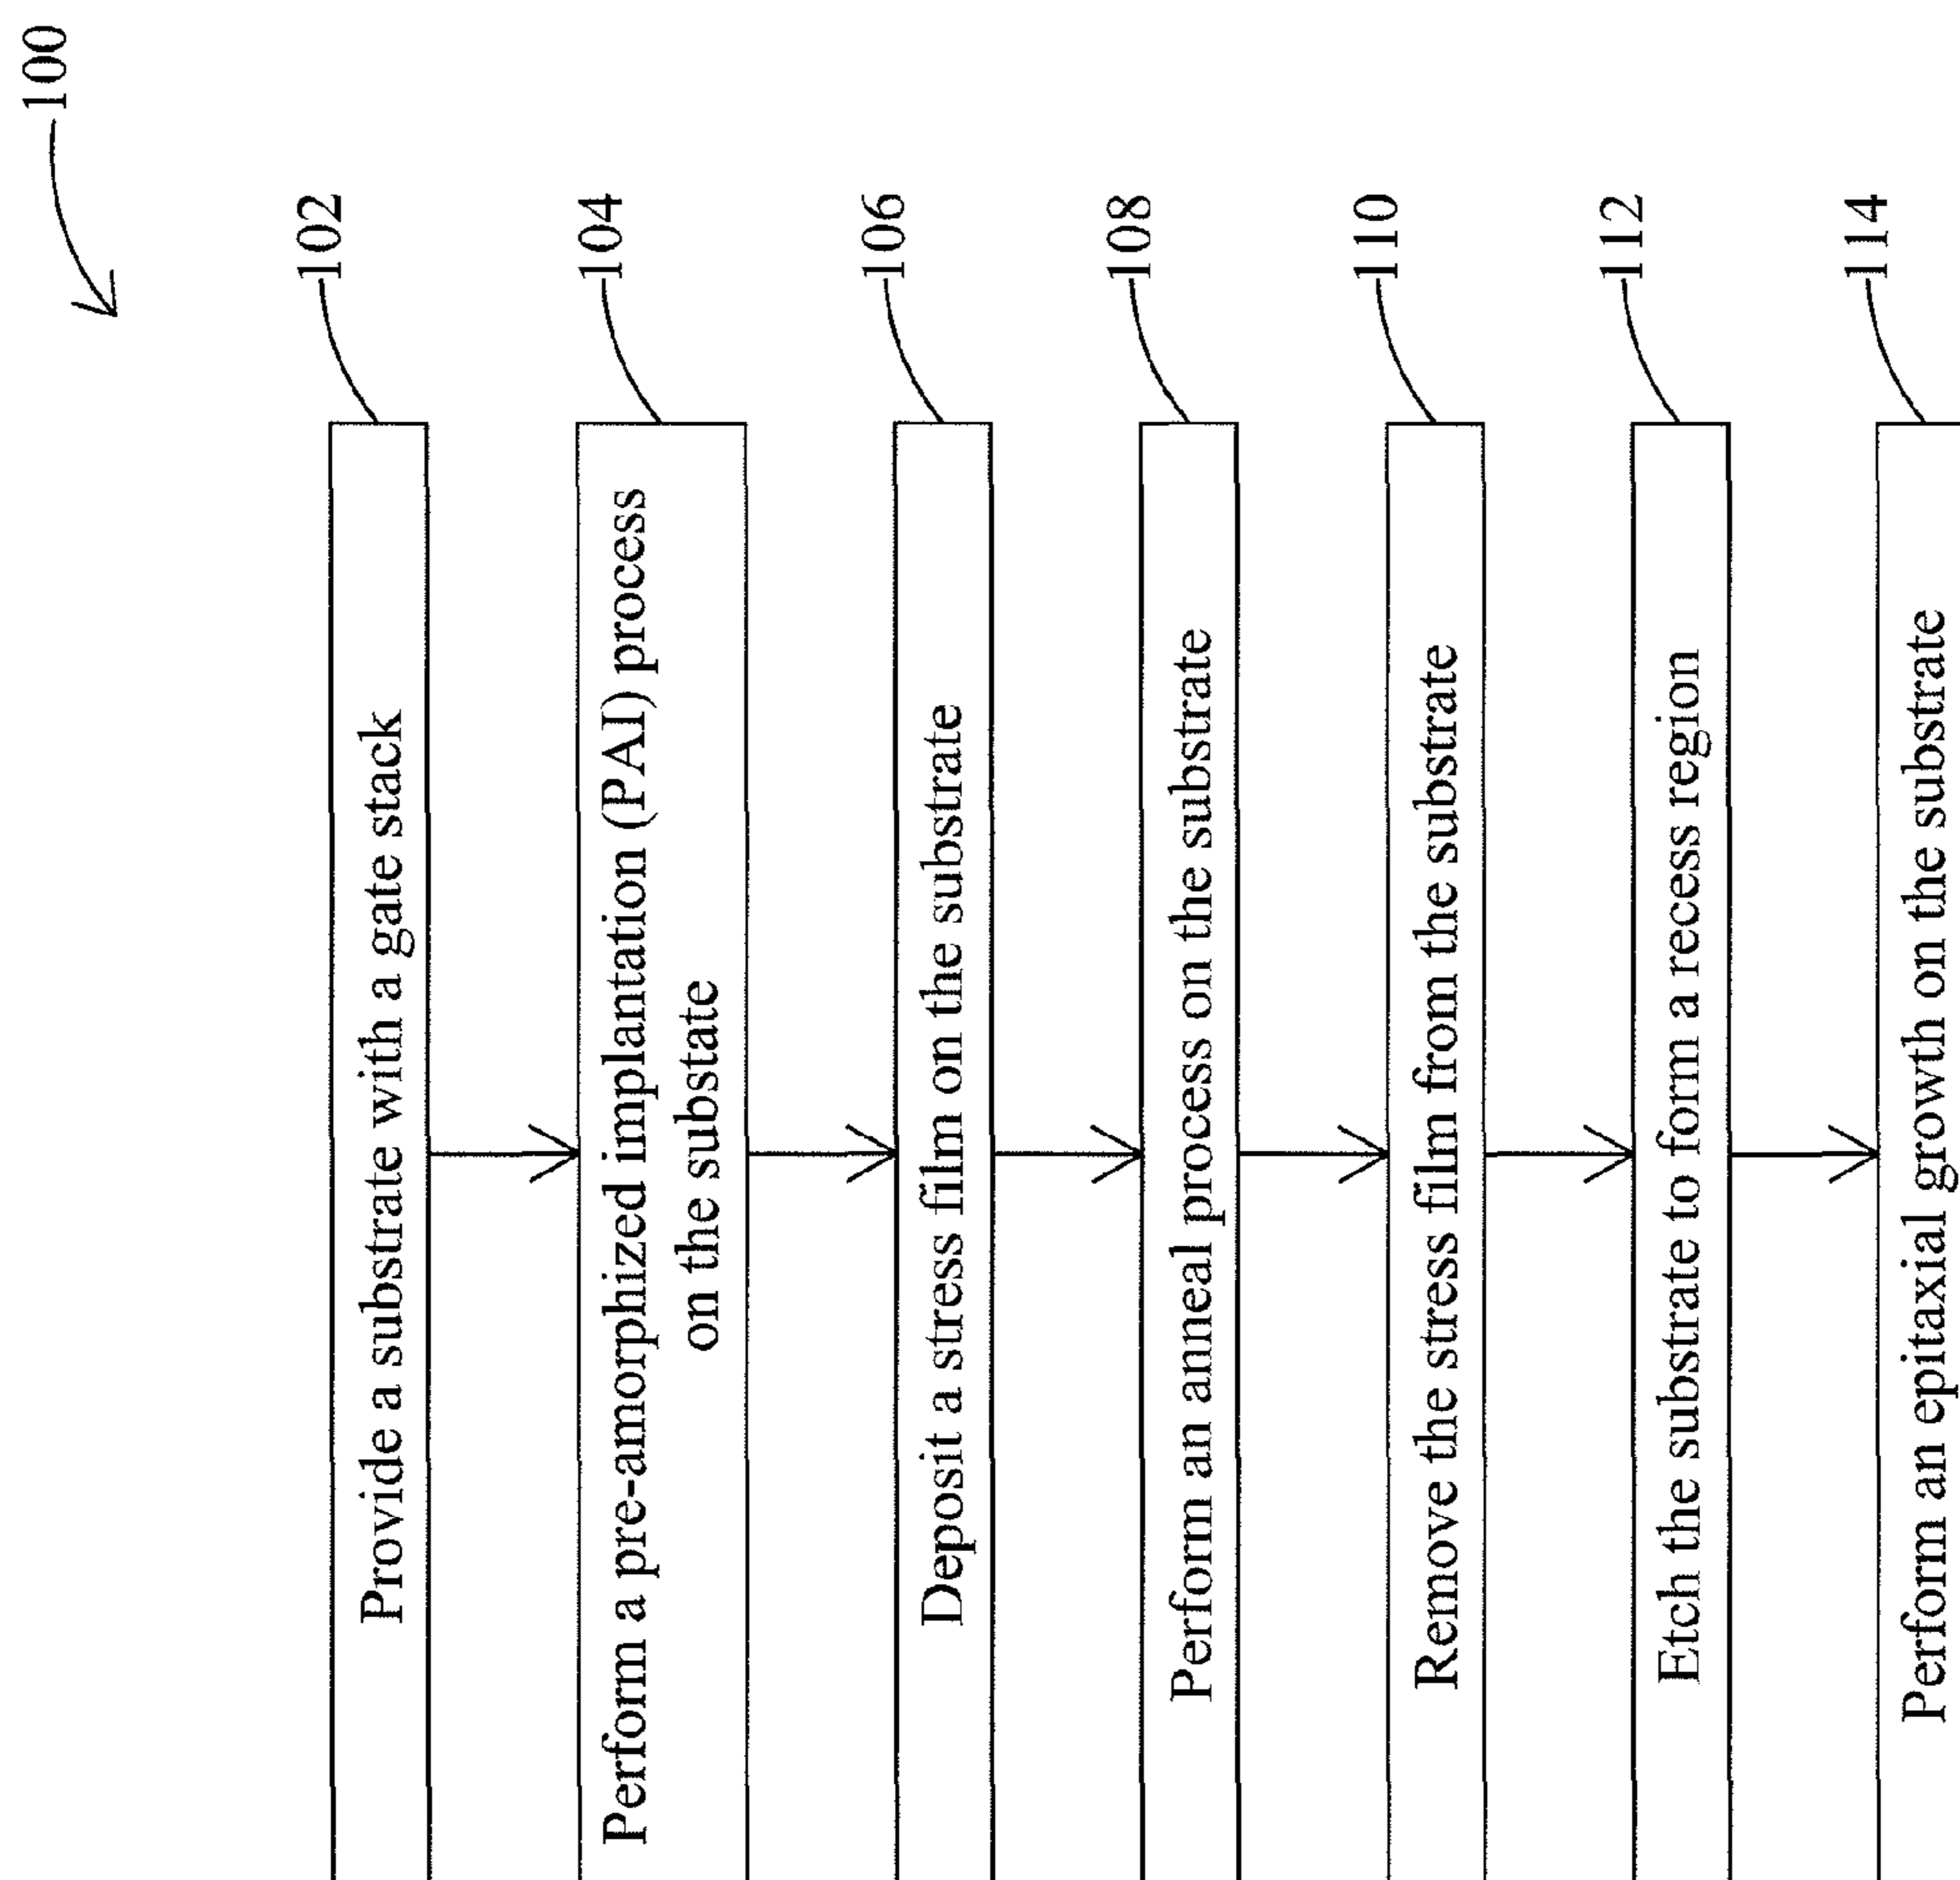 100
102
Provide a substrate with a gate stack
104
Perform a pre-amorphized implantation (PAI) process
on the substate
106
Deposit a stress film on the substrate
108
Perform an anneal process on the substrate
110
Remove the stress film from the substrate
112
Etch the substrate to form a recess region
114
Perform an epitaxial growth on the substrate